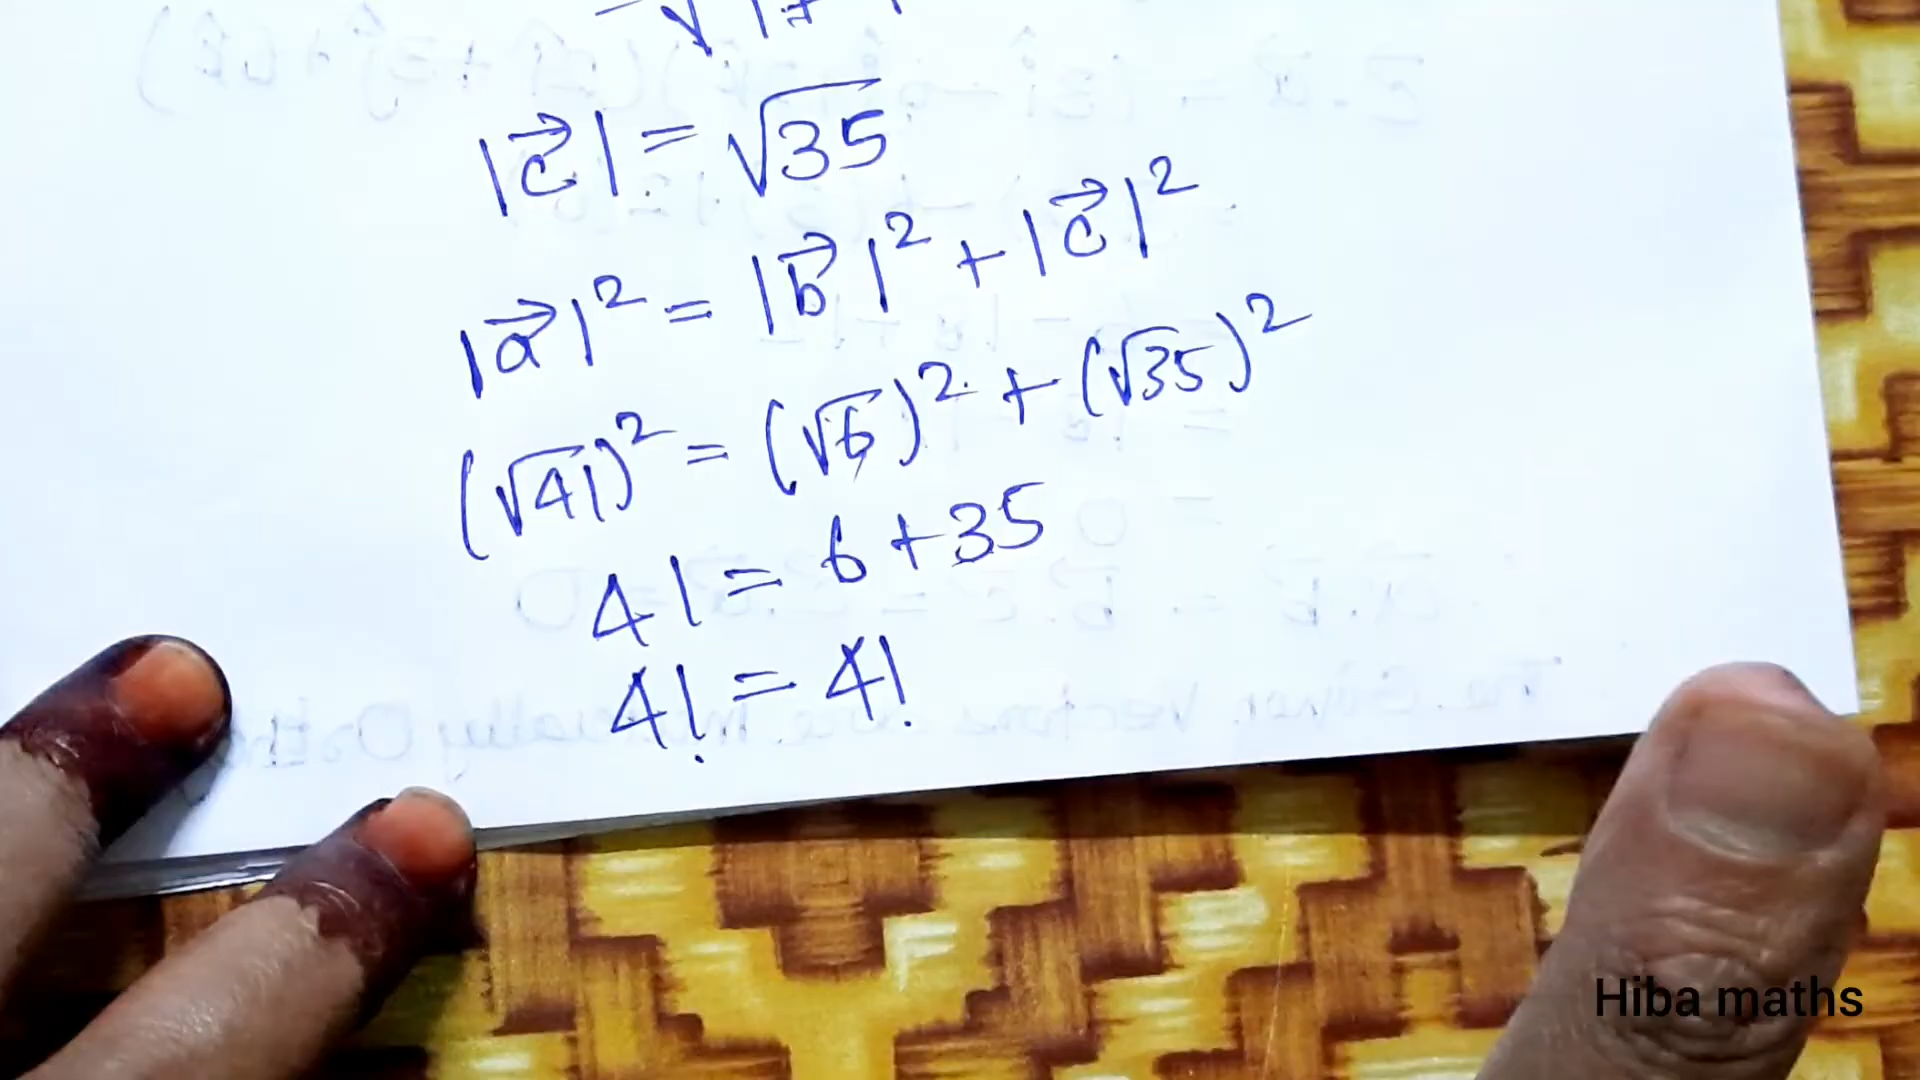 |c⃗| = √35
|a⃗|² = |b⃗|² + |c⃗|²
(√41)² = (√6)² + (√35)²
41 = 6 + 35
41 = 41
Hiba maths